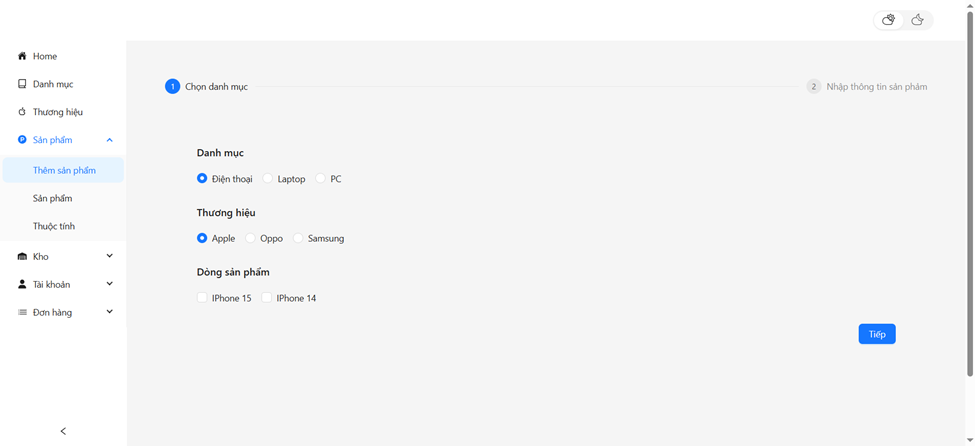 Home
Danh mục
Thương hiệu
Sản phẩm
Thêm sản phẩm
Sản phẩm
Thuộc tính
Kho
Tài khoản
Đơn hàng
1 Chọn danh mục
2 Nhập thông tin sản phẩm
Danh mục
Điện thoại Laptop PC
Thương hiệu
Apple Oppo Samsung
Dòng sản phẩm
IPhone 15 IPhone 14
Tiếp